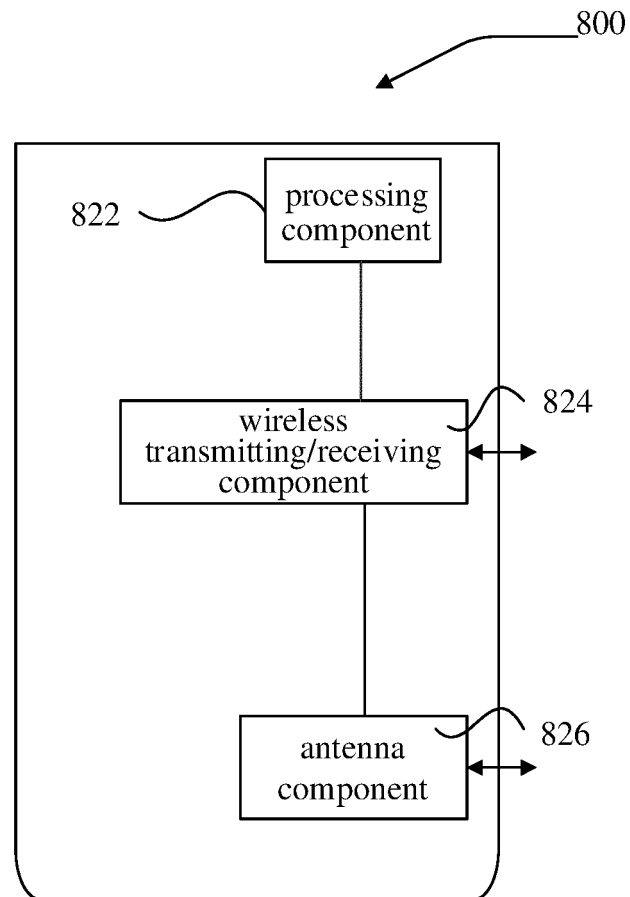 800
processing
component
822
wireless
transmitting/receiving
component
824
antenna
component
826